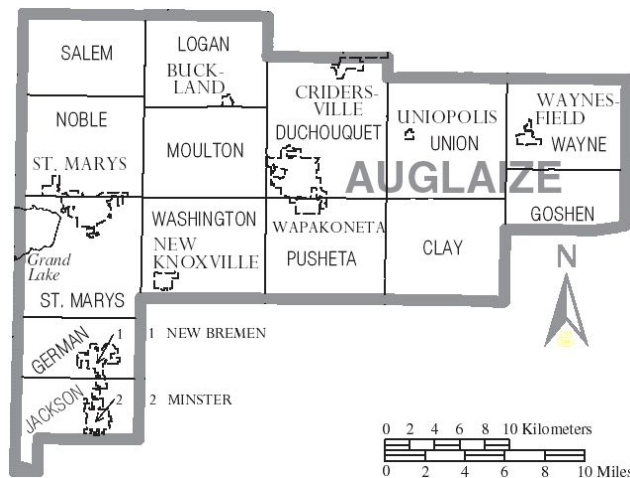 SALEM
LOGAN
BUCK-
LAND
CRIDERS-
VILLE
DUCHOUQUET
UNIOPOLIS
UNION
WAYNES-
FIELD
WAYNE
NOBLE
ST. MARYS
MOULTON
AUGLAIZE
GOSHEN
WASHINGTON
NEW
KNOXVILLE
WAPAKONETA
PUSHETA
CLAY
Grand
Lake
ST. MARYS
N
GERMAN
1
1 NEW BREMEN
JACKSON
2
2 MINSTER
0 2 4 6 8 10 Kilometers
0 2 4 6 8 10 Miles